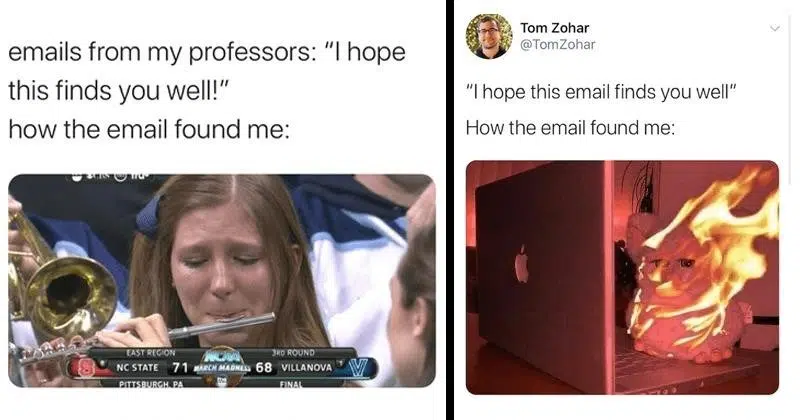 emails from my professors: “I hope
this finds you well!”
how the email found me:
EAST REGION
3RD ROUND
NC STATE 71 MARCH MADNESS 68 VILLANOVA
PITTSBURGH, PA
FINAL
Tom Zohar
@TomZohar
“I hope this email finds you well”
How the email found me: